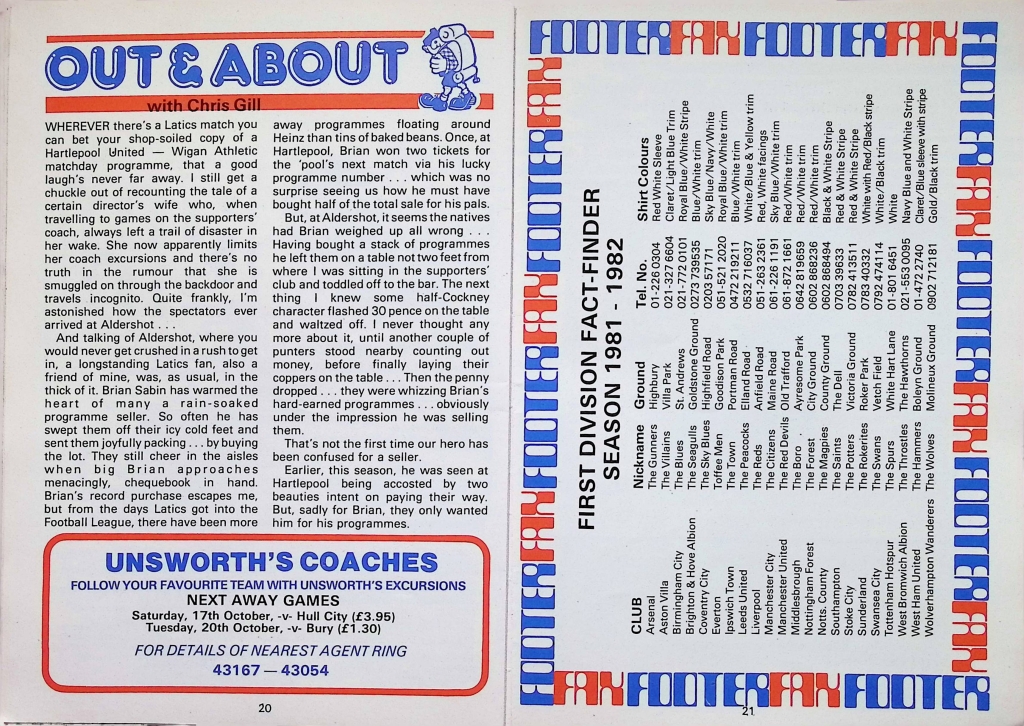 OUT & ABOUT
with Chris Gill
WHEREVER there's a Latics match you
can bet your shop-soiled copy of a
Hartlepool United — Wigan Athletic
matchday programme, that a good
laugh's never far away. I still get a
chuckle out of recounting the tale of a
certain director's wife who, when
travelling to games on the supporters'
coach, always left a trail of disaster in
her wake. She now apparently limits
her coach excursions and there's no
truth in the rumour that she is
smuggled on through the backdoor and
travels incognito. Quite frankly, I'm
astonished how the spectators ever
arrived at Aldershot . . .
And talking of Aldershot, where you
would never get crushed in a rush to get
in, a longstanding Latics fan, also a
friend of mine, was, as usual, in the
thick of it. Brian Sabin has warmed the
heart of many a rain-soaked
programme seller. So often he has
swept them off their icy cold feet and
sent them joyfully packing . . . by buying
the lot. They still cheer in the aisles
when big Brian approaches
menacingly, chequebook in hand.
Brian's record purchase escapes me,
but from the days Latics got into the
Football League, there have been more
away programmes floating around
Heinz than tins of baked beans. Once, at
Hartlepool, Brian won two tickets for
the 'pool's next match via his lucky
programme number . . . which was no
surprise seeing us how he must have
bought half of the total sale for his pals.
But, at Aldershot, it seems the natives
had Brian weighed up all wrong . . .
Having bought a stack of programmes
he left them on a table not two feet from
where I was sitting in the supporters'
club and toddled off to the bar. The next
thing I knew some half-Cockney
character flashed 30 pence on the table
and waltzed off. I never thought any
more about it, until another couple of
punters stood nearby counting out
money, before finally laying their
coppers on the table . . . Then the penny
dropped . . . they were whizzing Brian's
hard-earned programmes . . . obviously
under the impression he was selling
them.
That's not the first time our hero has
been confused for a seller.
Earlier, this season, he was seen at
Hartlepool being accosted by two
beauties intent on paying their way.
But, sadly for Brian, they only wanted
him for his programmes.
UNSWORTH'S COACHES
FOLLOW YOUR FAVOURITE TEAM WITH UNSWORTH'S EXCURSIONS
NEXT AWAY GAMES
Saturday, 17th October, -v- Hull City (£3.95)
Tuesday, 20th October, -v- Bury (£1.30)
FOR DETAILS OF NEAREST AGENT RING
43167 — 43054
20
FOOTER FAX FOOTER FAX
FOOTER FAX FOOTER FAX FOOTER
FAX FOOTER FAX FOOTER
FOOTER FAX FOOTER FAX FOOTER
FIRST DIVISION FACT-FINDER
SEASON 1981 - 1982
CLUB Nickname Ground Tel. No. Shirt Colours
Arsenal The Gunners Highbury 01-226 0304 Red White Sleeve
Aston Villa The Villains Villa Park 021-327 6604 Claret/Light Blue Trim
Birmingham City The Blues St. Andrews 021-772 0101 Royal Blue/White Stripe
Brighton & Hove Albion The Seagulls Goldstone Ground 0273 739535 Blue/White trim
Coventry City The Sky Blues Highfield Road 0203 57171 Sky Blue/Navy/White
Everton Toffee Men Goodison Park 051-521 2020 Royal Blue/White trim
Ipswich Town The Town Portman Road 0472 219211 Blue/White trim
Leeds United The Peacocks Elland Road 0532 716037 White/Blue & Yellow trim
Liverpool The Reds Anfield Road 051-263 2361 Red, White facings
Manchester City The Citizens Maine Road 061-226 1191 Sky Blue/White trim
Manchester United The Red Devils Old Trafford 061-872 1661 Red/White trim
Middlesbrough The Boro Ayresome Park 0642 819659 Red/White trim
Nottingham Forest The Forest City Ground 0602 868236 Red/White trim
Notts. County The Magpies County Ground 0602 868494 Black & White Stripe
Southampton The Saints The Dell 0703 39633 Red & White Stripe
Stoke City The Potters Victoria Ground 0782 413511 Red & White Stripe
Sunderland The Rokerites Roker Park 0783 40332 White with Red/Black stripe
Swansea City The Swans Vetch Field 0792 474114 White/Black trim
Tottenham Hotspur The Spurs White Hart Lane 01-801 6451 White
West Bromwich Albion The Throstles The Hawthorns 021-553 0095 Navy Blue and White Stripe
West Ham United The Hammers Boleyn Ground 01-472 2740 Claret/Blue sleeve with stripe
Wolverhampton Wanderers The Wolves Molineux Ground 0902 712181 Gold/Black trim
21